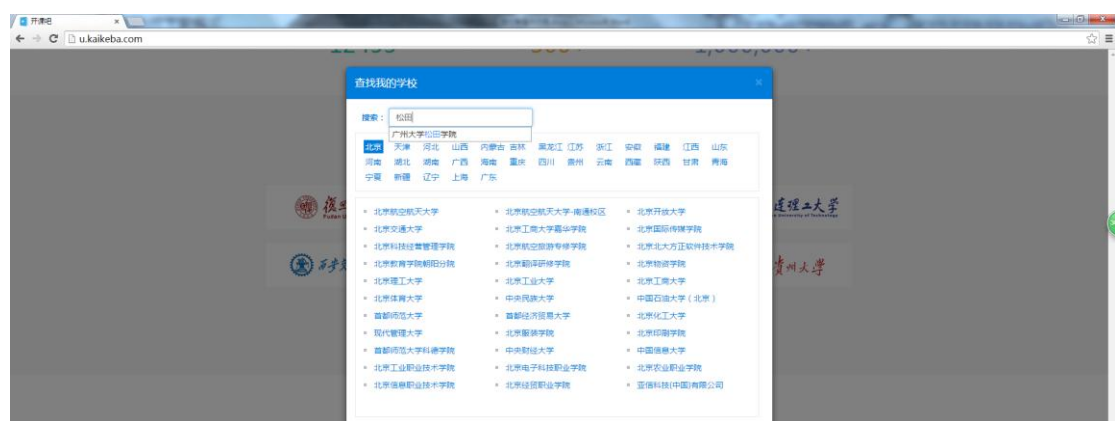 开课吧
u.kaikeba.com
查找我的学校
搜索： 松田
广州大学松田学院
北京 天津 河北 山西 内蒙古 吉林 黑龙江 江苏 浙江 安徽 福建 江西 山东
河南 湖北 湖南 广西 海南 重庆 四川 贵州 云南 西藏 陕西 甘肃 青海
宁夏 新疆 辽宁 上海 广东
北京航空航天大学 北京航空航天大学-南通校区 北京开放大学
北京交通大学 北京工商大学嘉华学院 北京国际传媒学院
北京科技经营管理学院 北京航空旅游专修学院 北京北大方正软件技术学院
北京教育学院朝阳分院 北京翻译研修学院 北京物资学院
北京理工大学 北京工业大学 北京工商大学
北京体育大学 中央民族大学 中国石油大学（北京）
首都师范大学 首都经济贸易大学 北京化工大学
现代管理大学 北京服装学院 北京印刷学院
首都师范大学科德学院 中央财经大学 中国信息大学
北京工业职业技术学院 北京电子科技职业学院 北京农业职业学院
北京信息职业技术学院 北京经贸职业学院 亚信科技(中国)有限公司
连理工大学
贵州大学